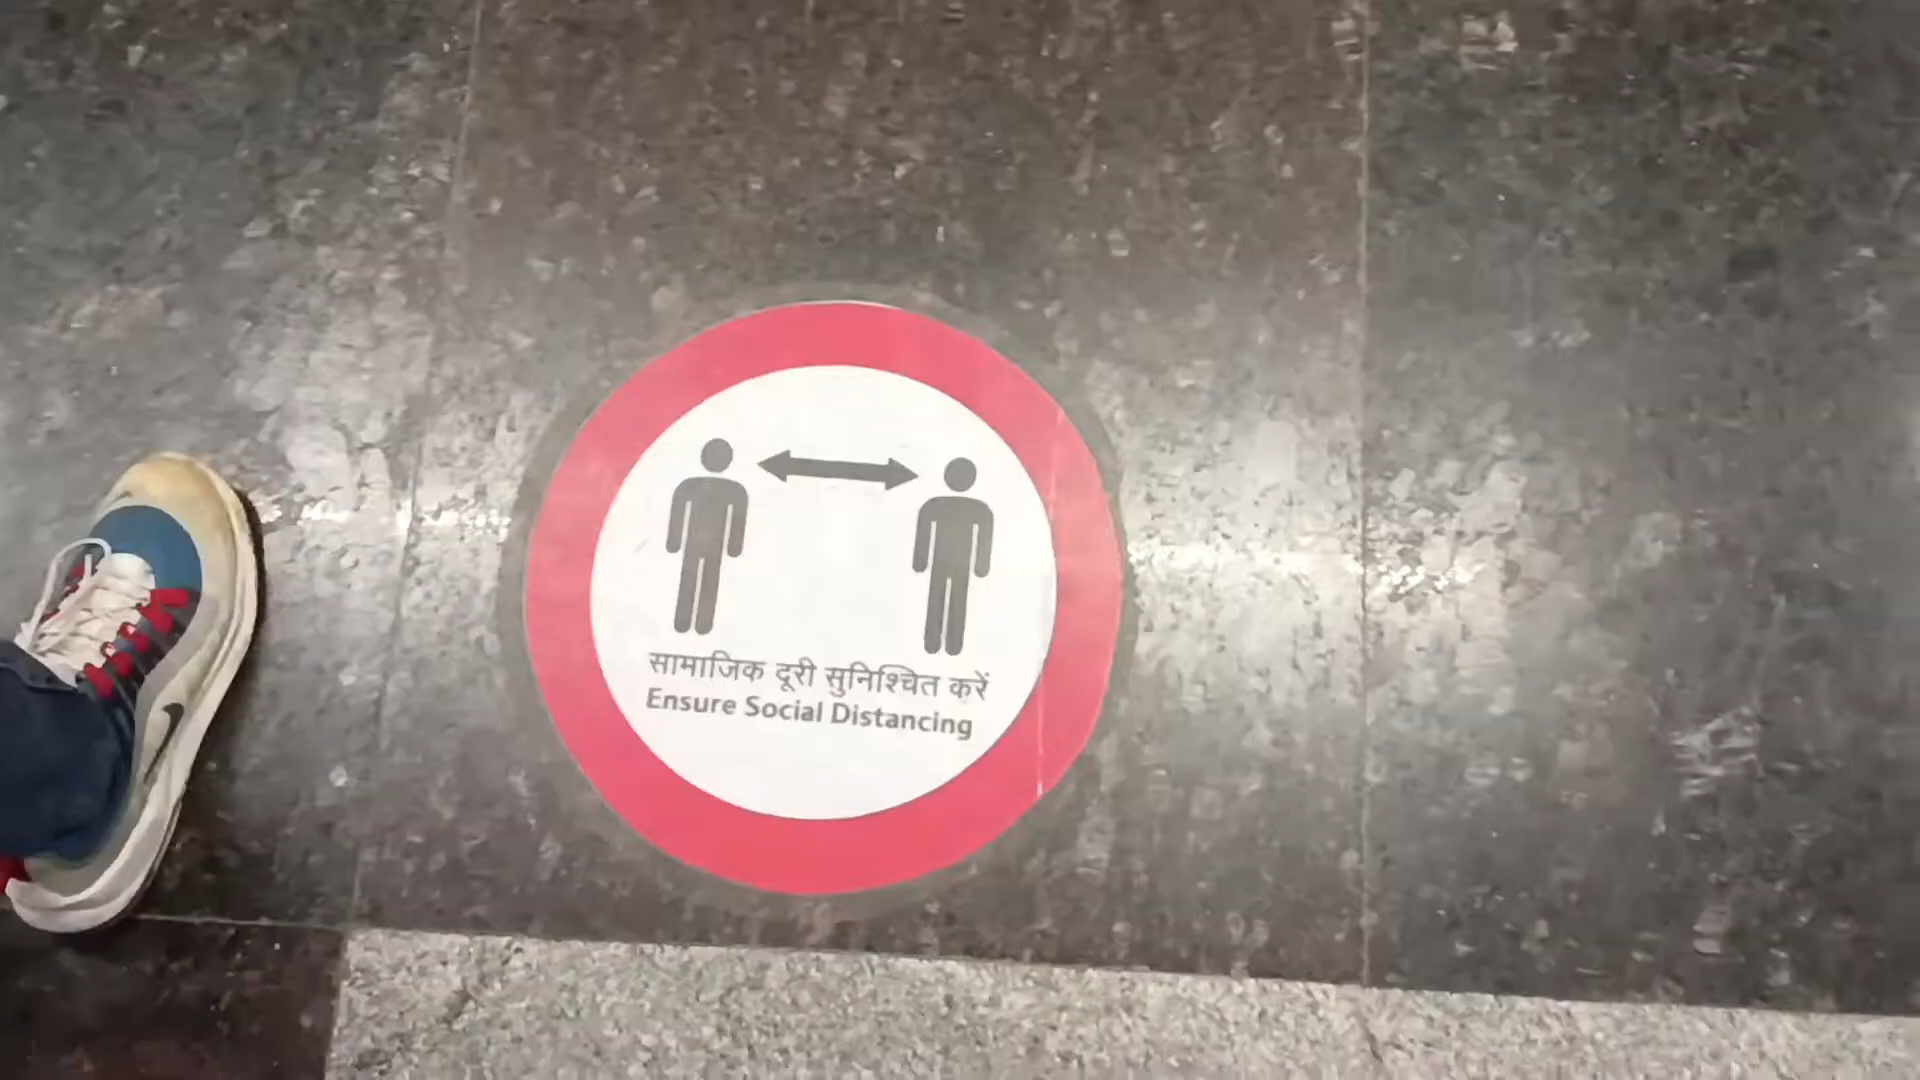 सामाजिक दूरी सुनिश्चित करें
Ensure Social Distancing